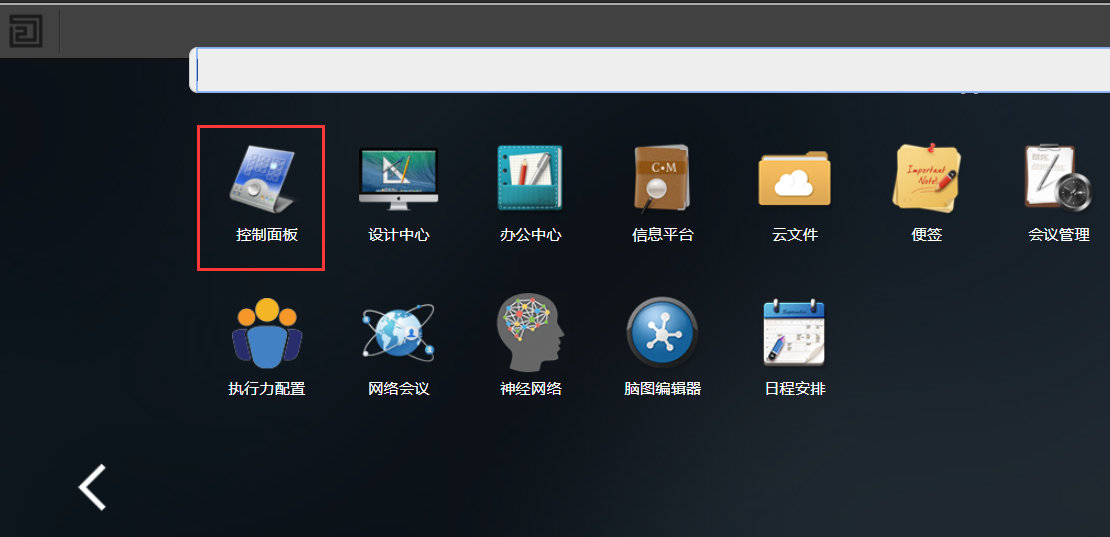 控制面板
设计中心
办公中心
C•M
信息平台
云文件
Important
Note!
便签
会议管理
执行力配置
网络会议
神经网络
脑图编辑器
September
日程安排